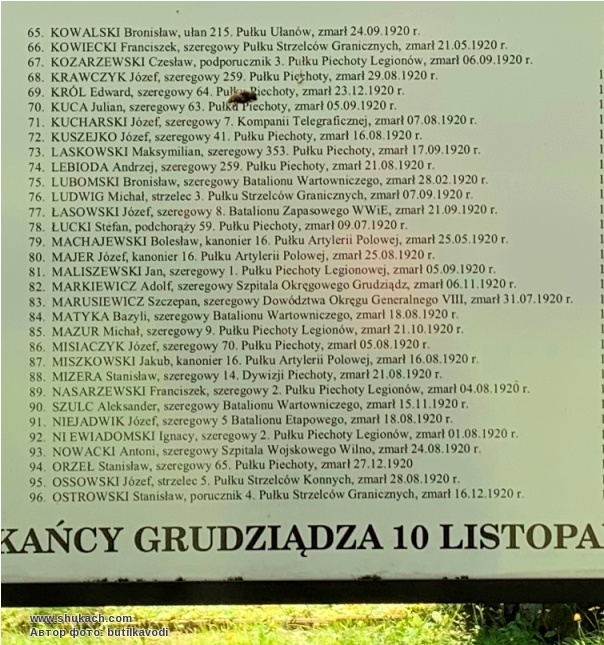 65. KOWALSKI Bronisław, ułan 215. Pułku Ułanów, zmarł 24.09.1920 r.
66. KOWIECKI Franciszek, szeregowy Pułku Strzelców Granicznych, zmarł 21.05.1920 r.
67. KOZARZEWSKI Czesław, podporucznik 3. Pułku Piechoty Legionów, zmarł 06.09.1920 r.
68. KRAWCZYK Józef, szeregowy 259. Pułku Piechoty, zmarł 29.08.1920 r.
69. KRÓL Edward, szeregowy 64. Pułku Piechoty, zmarł 23.12.1920 r.
70. KUCA Julian, szeregowy 63. Pułku Piechoty, zmarł 05.09.1920 r.
71. KUCHARSKI Józef, szeregowy 7. Kompanii Telegraficznej, zmarł 07.08.1920 r.
72. KUSZEJKO Józef, szeregowy 41. Pułku Piechoty, zmarł 16.08.1920 r.
73. LASKOWSKI Maksymilian, szeregowy 353. Pułku Piechoty, zmarł 17.09.1920 r.
74. LEBIODA Andrzej, szeregowy 259. Pułku Piechoty, zmarł 21.08.1920 r.
75. LUBOMSKI Bronisław, szeregowy Batalionu Wartowniczego, zmarł 28.02.1920 r.
76. LUDWIG Michał, strzelec 3. Pułku Strzelców Granicznych, zmarł 07.09.1920 r.
77. ŁASOWSKI Józef, szeregowy 8. Batalionu Zapasowego WWiE, zmarł 21.09.1920 r.
78. ŁUCKI Stefan, podchorąży 59. Pułku Piechoty, zmarł 09.07.1920 r.
79. MACHAJEWSKI Bolesław, kanonier 16. Pułku Artylerii Polowej, zmarł 25.05.1920 r.
80. MAJER Józef, kanonier 16. Pułku Artylerii Polowej, zmarł 25.08.1920 r.
81. MALISZEWSKI Jan, szeregowy 1. Pułku Piechoty Legionowej, zmarł 05.09.1920 r.
82. MARKIEWICZ Adolf, szeregowy Szpitala Okręgowego Grudziądz, zmarł 06.11.1920 r.
83. MARUSIEWICZ Szczepan, szeregowy Dowództwa Okręgu Generalnego VIII, zmarł 31.07.1920 r.
84. MATYKA Bazyli, szeregowy Batalionu Wartowniczego, zmarł 18.08.1920 r.
85. MAZUR Michał, szeregowy 9. Pułku Piechoty Legionów, zmarł 21.10.1920 r.
86. MISIACZYK Józef, szeregowy 70. Pułku Piechoty, zmarł 05.08.1920 r.
87. MISZKOWSKI Jakub, kanonier 16. Pułku Artylerii Polowej, zmarł 16.08.1920 r.
88. MIZERA Stanisław, szeregowy 14. Dywizji Piechoty, zmarł 21.08.1920 r.
89. NASARZEWSKI Franciszek, szeregowy 2. Pułku Piechoty Legionów, zmarł 04.08.1920 r.
90. SZULC Aleksander, szeregowy Batalionu Wartowniczego, zmarł 15.11.1920 r.
91. NIEJADWIK Józef, szeregowy 5 Batalionu Etapowego, zmarł 18.08.1920 r.
92. NI EWIADOMSKI Ignacy, szeregowy 2. Pułku Piechoty Legionów, zmarł 01.08.1920 r.
93. NOWACKI Antoni, szeregowy Szpitala Wojskowego Wilno, zmarł 24.08.1920 r.
94. ORZEŁ Stanisław, szeregowy 65. Pułku Piechoty, zmarł 27.12.1920
95. OSSOWSKI Józef, strzelec 5. Pułku Strzelców Konnych, zmarł 28.08.1920 r.
96. OSTROWSKI Stanisław, porucznik 4. Pułku Strzelców Granicznych, zmarł 16.12.1920 r.
KAŃCY GRUDZIĄDZA 10 LISTOPA
www.shukach.com
Автор фото: butilkavodi